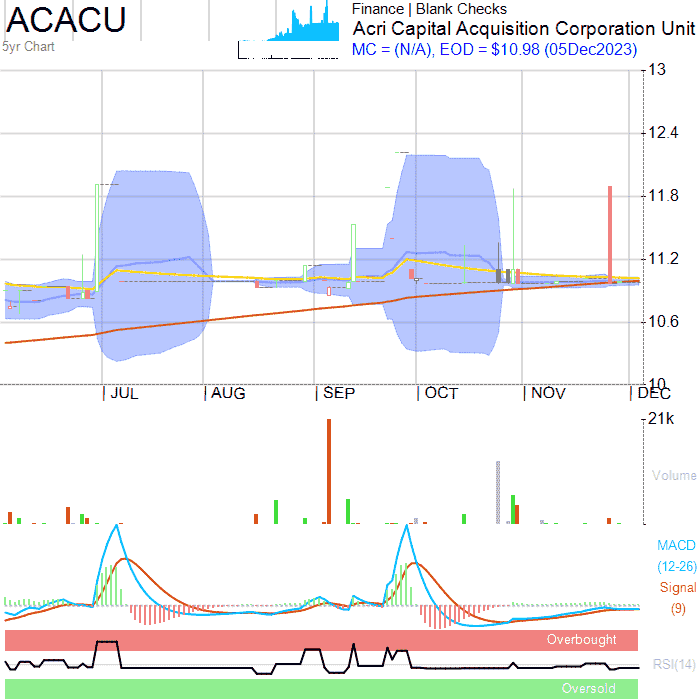 ACACU
5yr Chart
Finance | Blank Checks
Acri Capital Acquisition Corporation Unit
MC = (N/A), EOD = $10.98 (05Dec2023)
13
12.4
11.8
11.2
10.6
10
JUL AUG SEP OCT NOV DEC
21k
Volume
MACD
(12-26)
Signal
(9)
Overbought
RSI(14)
Oversold